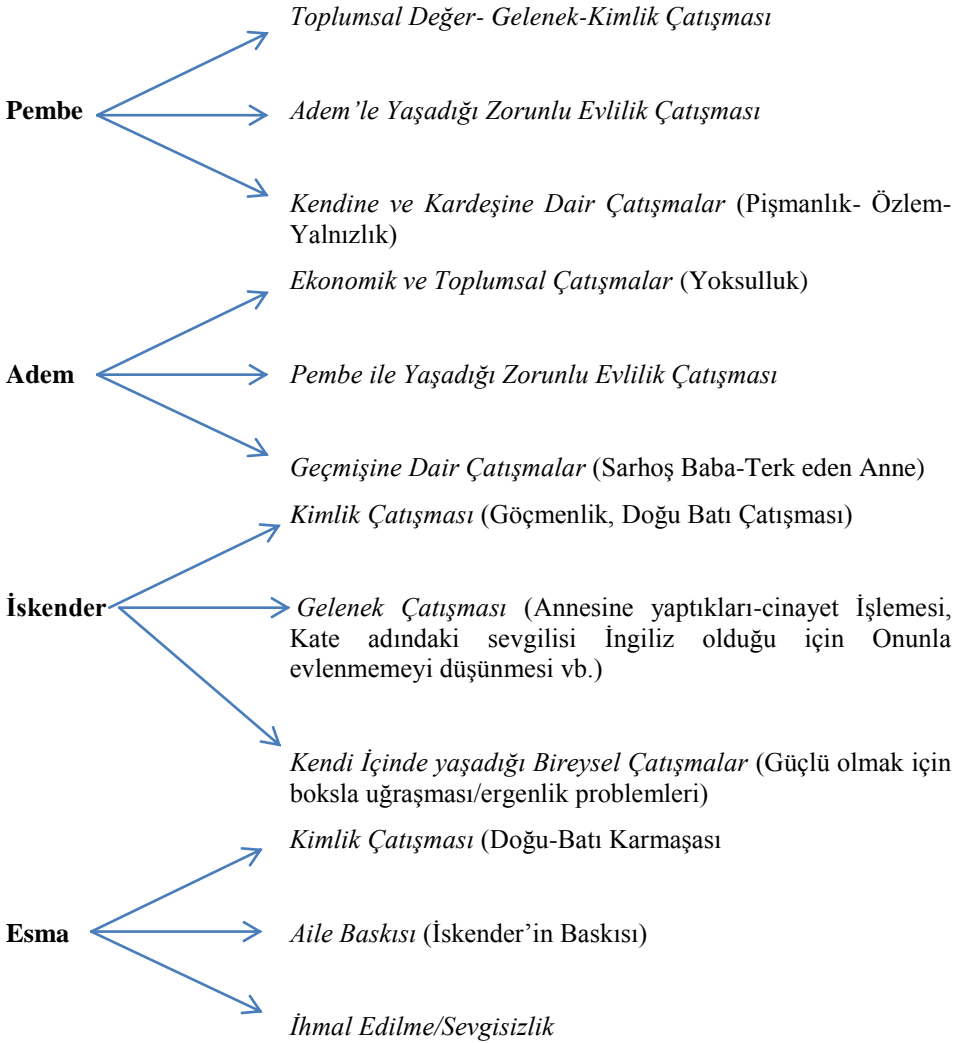 Toplumsal Değer- Gelenek-Kimlik Çatışması
Pembe
Adem’le Yaşadığı Zorunlu Evlilik Çatışması
Kendine ve Kardeşine Dair Çatışmalar (Pişmanlık- Özlem-
Yalnızlık)
Ekonomik ve Toplumsal Çatışmalar (Yoksulluk)
Adem
Pembe ile Yaşadığı Zorunlu Evlilik Çatışması
Geçmişine Dair Çatışmalar (Sarhoş Baba-Terk eden Anne)
Kimlik Çatışması (Göçmenlik, Doğu Batı Çatışması)
İskender
Gelenek Çatışması (Annesine yaptıkları-cinayet İşlemesi,
Kate adındaki sevgilisi İngiliz olduğu için Onunla
evlenmemeyi düşünmesi vb.)
Kendi İçinde yaşadığı Bireysel Çatışmalar (Güçlü olmak için
boksla uğraşması/ergenlik problemleri)
Kimlik Çatışması (Doğu-Batı Karmaşası
Esma
Aile Baskısı (İskender’in Baskısı)
İhmal Edilme/Sevgisizlik